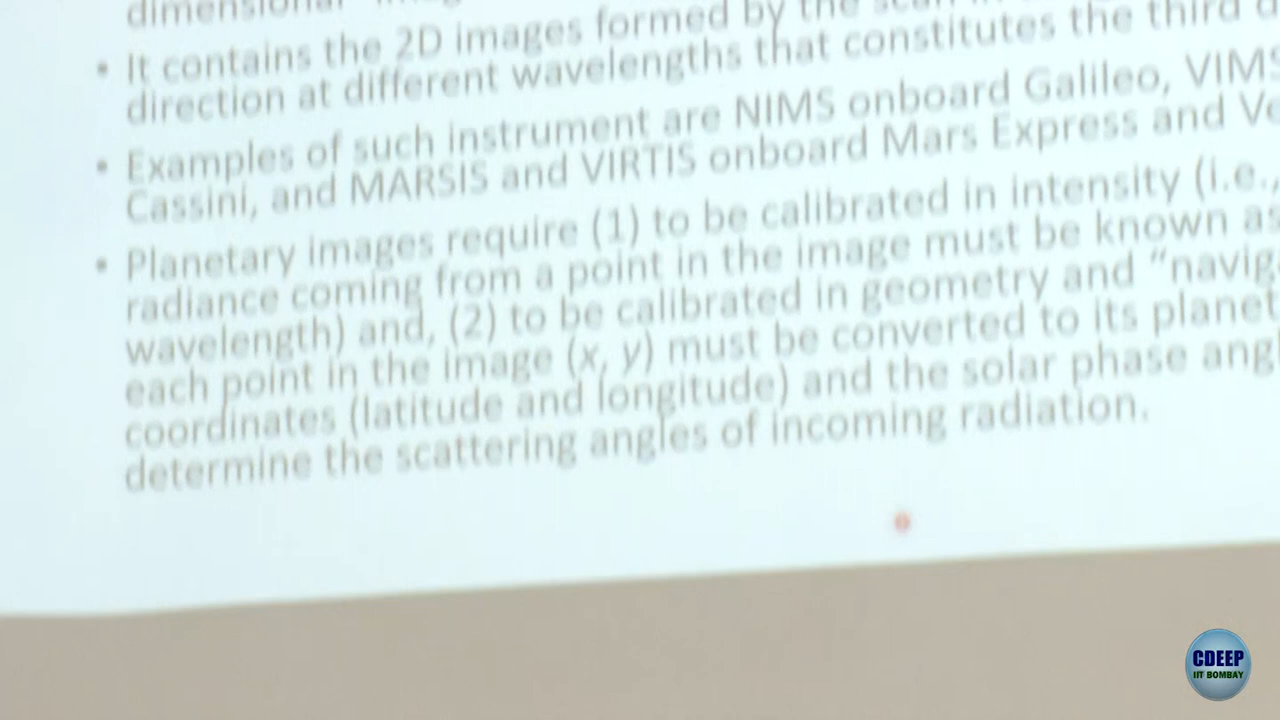 dimensional
• It contains the 2D images formed by the scan in
direction at different wavelengths that constitutes the third
• Examples of such instrument are NIMS onboard Galileo, VIMS
Cassini, and MARSIS and VIRTIS onboard Mars Express and
• Planetary images require (1) to be calibrated in intensity (i.e.,
radiance coming from a point in the image must be known as
wavelength) and, (2) to be calibrated in geometry and
each point in the image (x, y) must be converted to its
coordinates (latitude and longitude) and the solar phase
determine the scattering angles of incoming radiation.
CDEEP
IIT BOMBAY